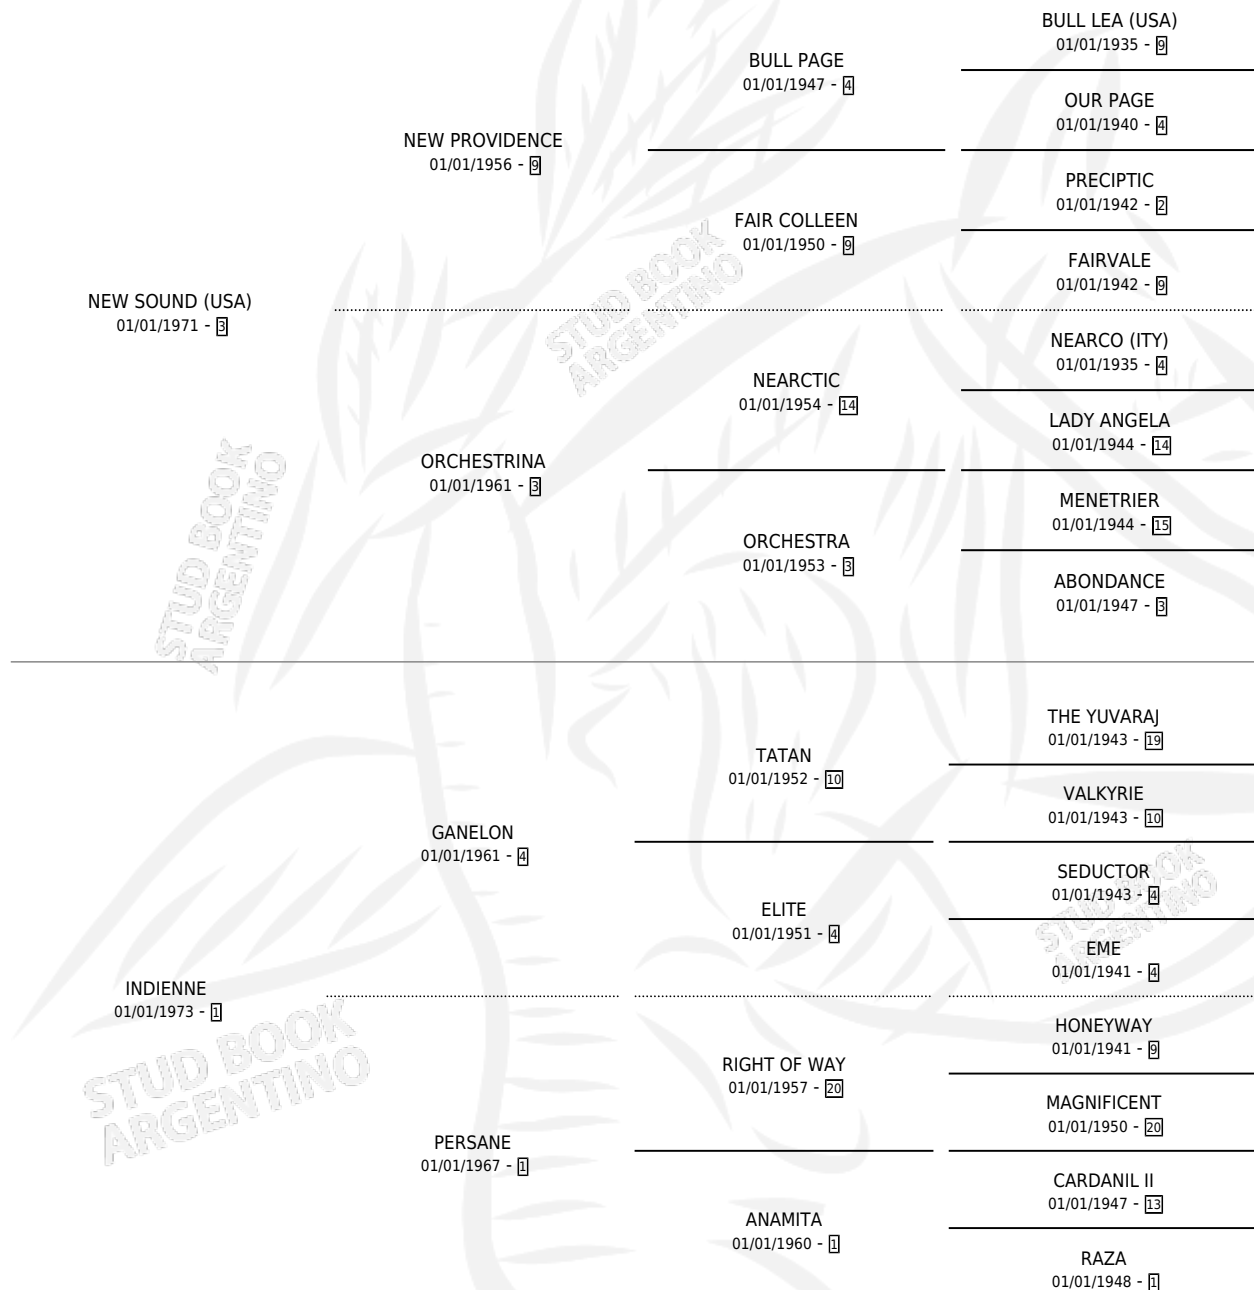 BULL LEA (USA)
01/01/1935 - 9
BULL PAGE
01/01/1947 - 4
OUR PAGE
01/01/1940 - 4
NEW PROVIDENCE
01/01/1956 - 9
PRECIPTIC
01/01/1942 - 2
FAIR COLLEEN
01/01/1950 - 9
FAIRVALE
01/01/1942 - 9
NEW SOUND (USA)
01/01/1971 - 3
NEARCO (ITY)
01/01/1935 - 4
NEARCTIC
01/01/1954 - 14
LADY ANGELA
01/01/1944 - 14
ORCHESTRINA
01/01/1961 - 3
MENETRIER
01/01/1944 - 15
ORCHESTRA
01/01/1953 - 3
ABONDANCE
01/01/1947 - 3
THE YUVARAJ
01/01/1943 - 19
TATAN
01/01/1952 - 10
VALKYRIE
01/01/1943 - 10
GANELON
01/01/1961 - 4
SEDUCTOR
01/01/1943 - 4
ELITE
01/01/1951 - 4
EME
01/01/1941 - 4
INDIENNE
01/01/1973 - 1
HONEYWAY
01/01/1941 - 9
RIGHT OF WAY
01/01/1957 - 20
MAGNIFICENT
01/01/1950 - 20
PERSANE
01/01/1967 - 1
CARDANIL II
01/01/1947 - 13
ANAMITA
01/01/1960 - 1
RAZA
01/01/1948 - 1
STUD BOOK
ARGENTINO
STUD BOOK
ARGENTINO
STUD BOOK
ARGENTINO
STUD BOOK
ARGENTINO